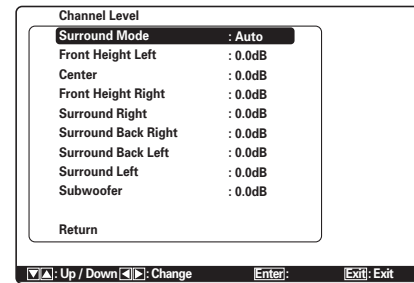 Channel Level
Surround Mode : Auto
Front Height Left : 0.0dB
Center : 0.0dB
Front Height Right : 0.0dB
Surround Right : 0.0dB
Surround Back Right : 0.0dB
Surround Back Left : 0.0dB
Surround Left : 0.0dB
Subwoofer : 0.0dB
Return
▼▲: Up / Down ◀▶: Change Enter: Exit: Exit